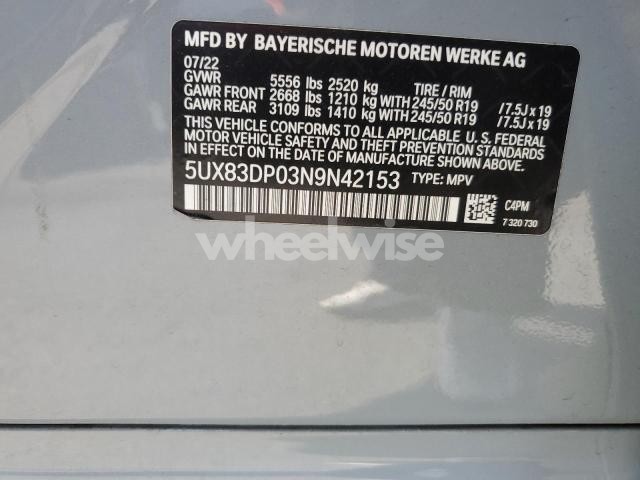 MFD BY BAYERISCHE MOTOREN WERKE AG
07/22
GVWR 5556 lbs 2520 kg TIRE / RIM
GAWR FRONT 2668 lbs 1210 kg WITH 245/50 R19 /7.5J x 19
GAWR REAR 3109 lbs 1410 kg WITH 245/50 R19 /7.5J x 19
THIS VEHICLE CONFORMS TO ALL APPLICABLE U. S. FEDERAL
MOTOR VEHICLE SAFETY AND THEFT PREVENTION STANDARDS
IN EFFECT ON THE DATE OF MANUFACTURE SHOWN ABOVE.
5UX83DP03N9N42153 TYPE: MPV
C4PM
7 320 730
wheelwise